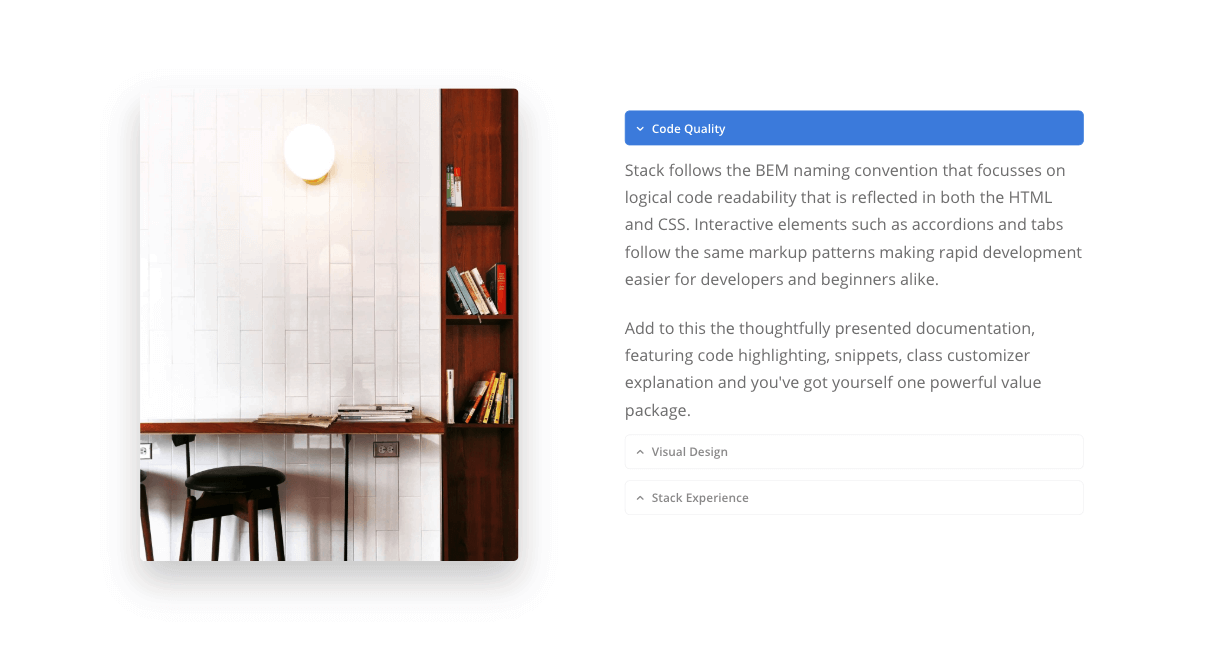 Code Quality
Stack follows the BEM naming convention that focusses on
logical code readability that is reflected in both the HTML
and CSS. Interactive elements such as accordions and tabs
follow the same markup patterns making rapid development
easier for developers and beginners alike.
Add to this the thoughtfully presented documentation,
featuring code highlighting, snippets, class customizer
explanation and you've got yourself one powerful value
package.
Visual Design
Stack Experience